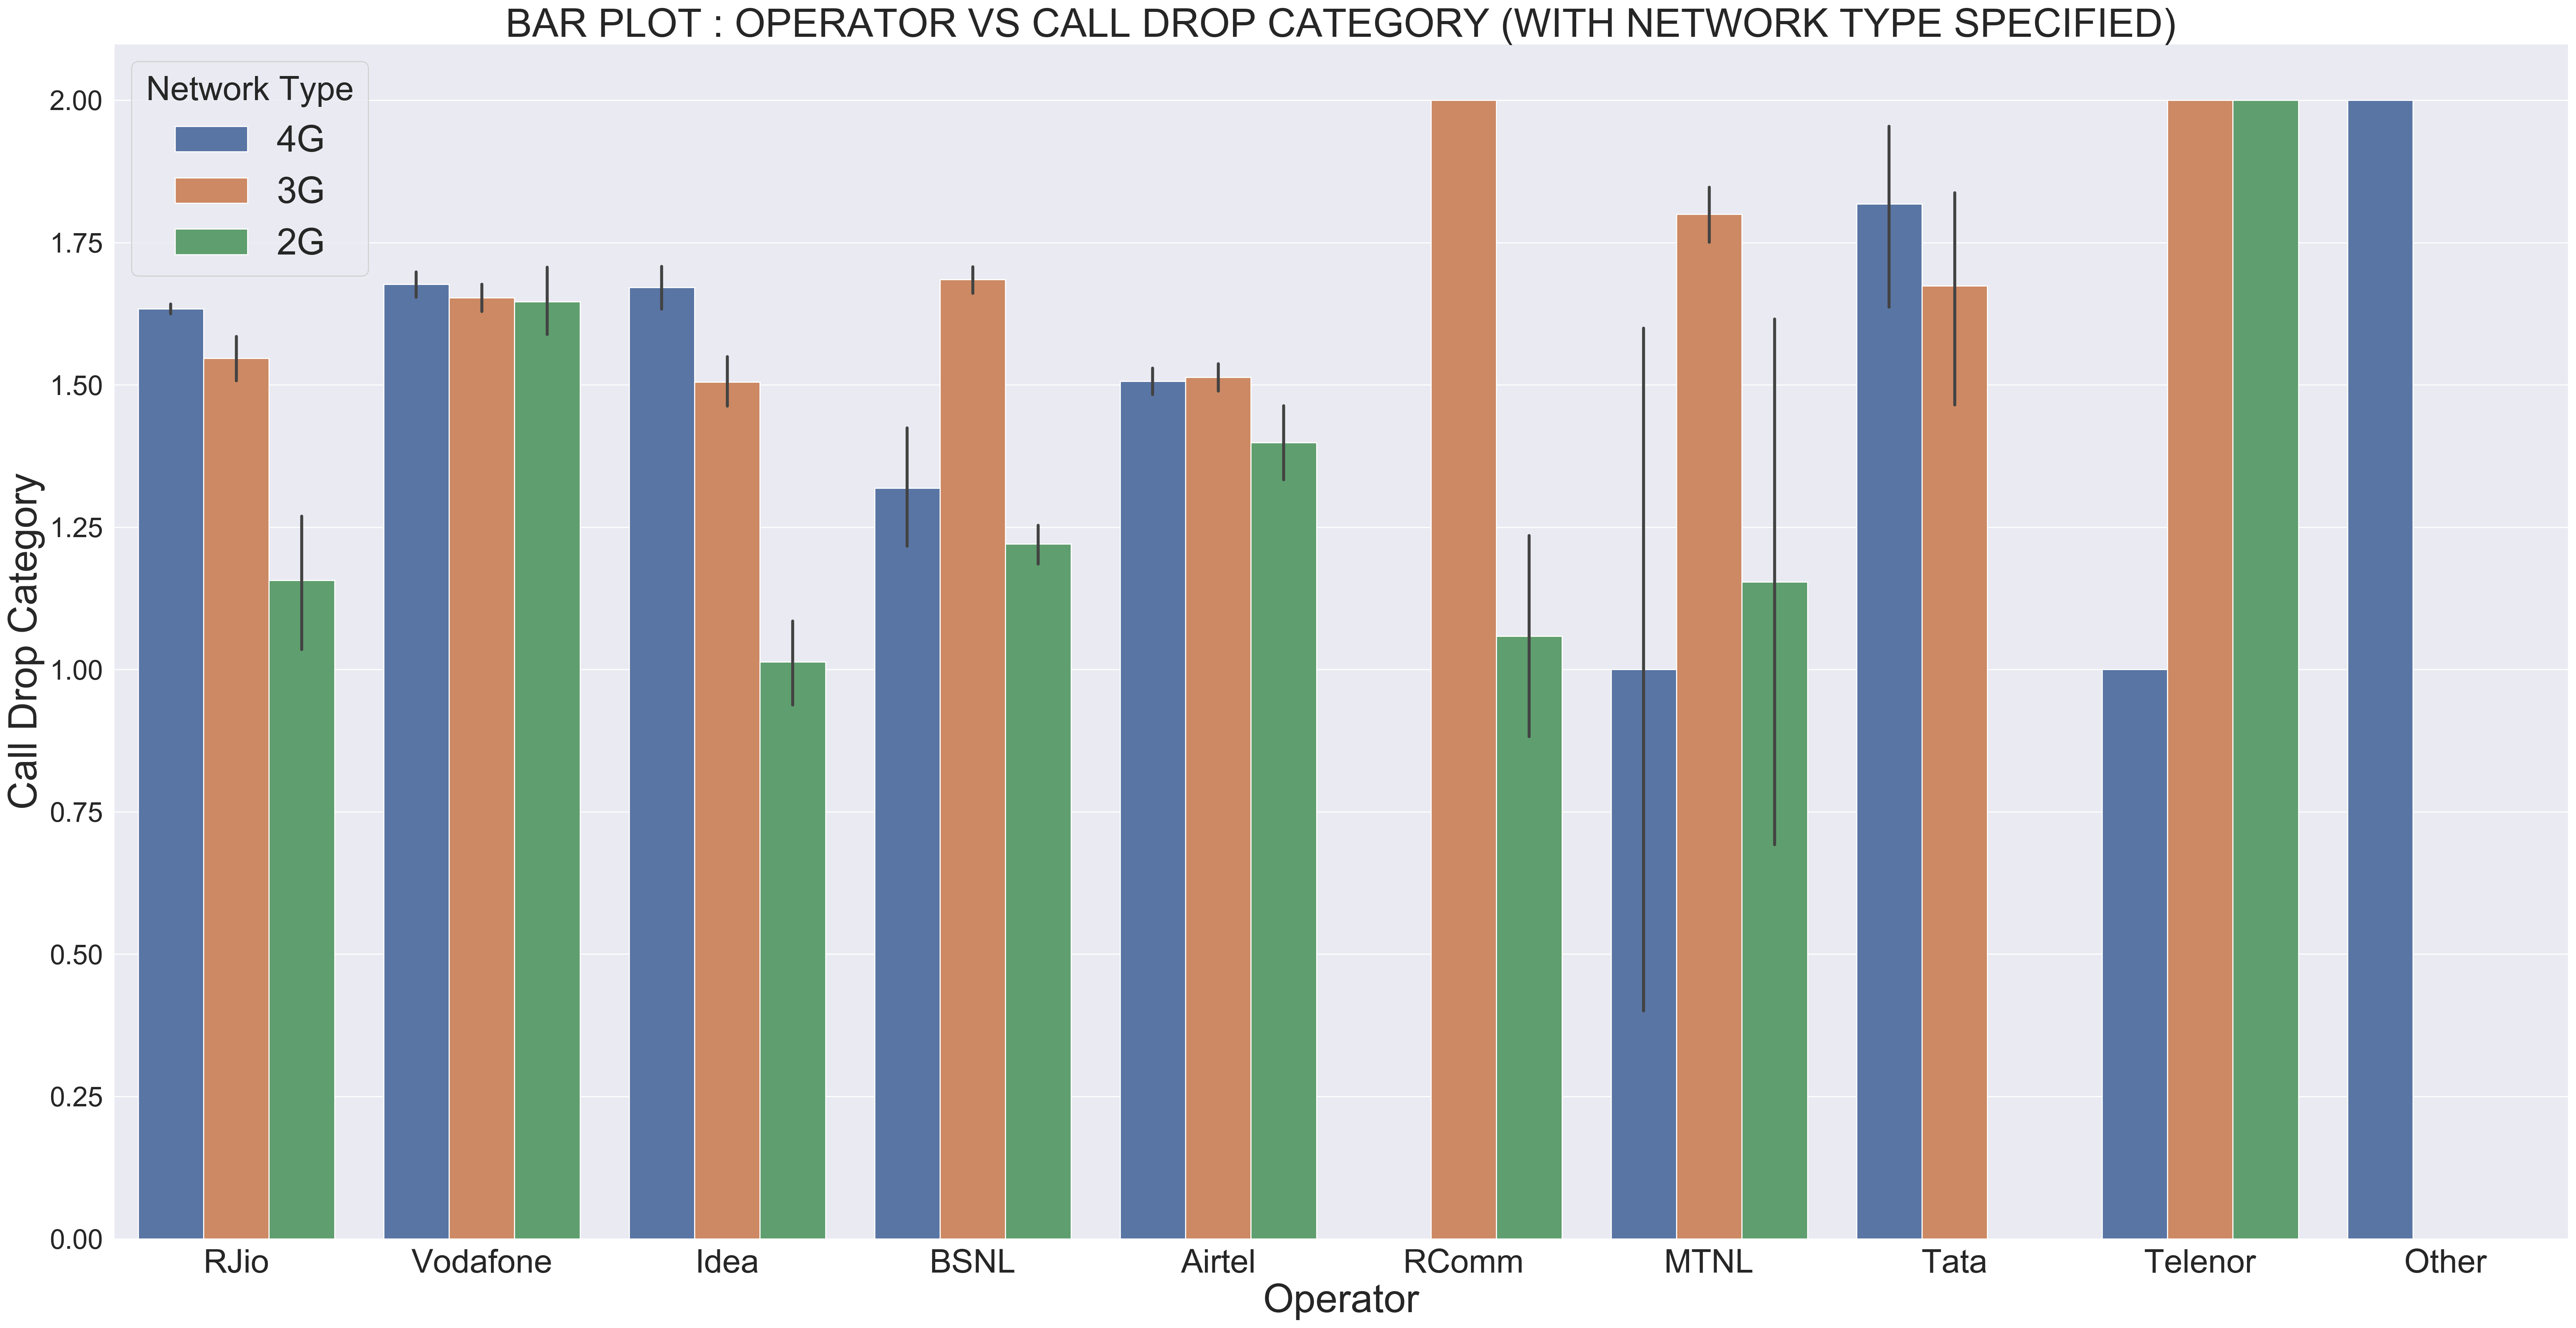 BAR PLOT : OPERATOR VS CALL DROP CATEGORY (WITH NETWORK TYPE SPECIFIED)
Network Type
4G
3G
2G
Call Drop Category
2.00
1.75
1.50
1.25
1.00
0.75
0.50
0.25
0.00
RJio Vodafone Idea BSNL Airtel RComm MTNL Tata Telenor Other
Operator